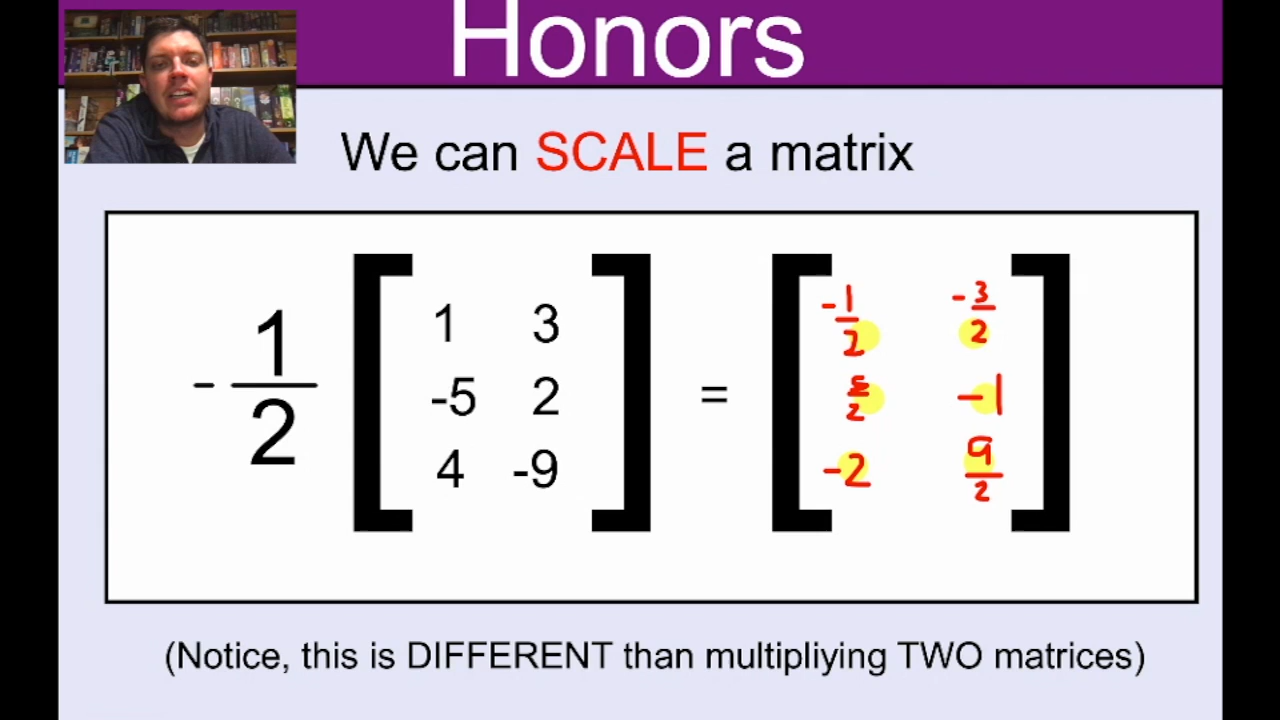 Honors
We can SCALE a matrix
- 1/2 [ 1 3 ] = [ -1/2 -3/2 ]
-5 2 5/2 -1
4 -9 -2 9/2
(Notice, this is DIFFERENT than multipliying TWO matrices)